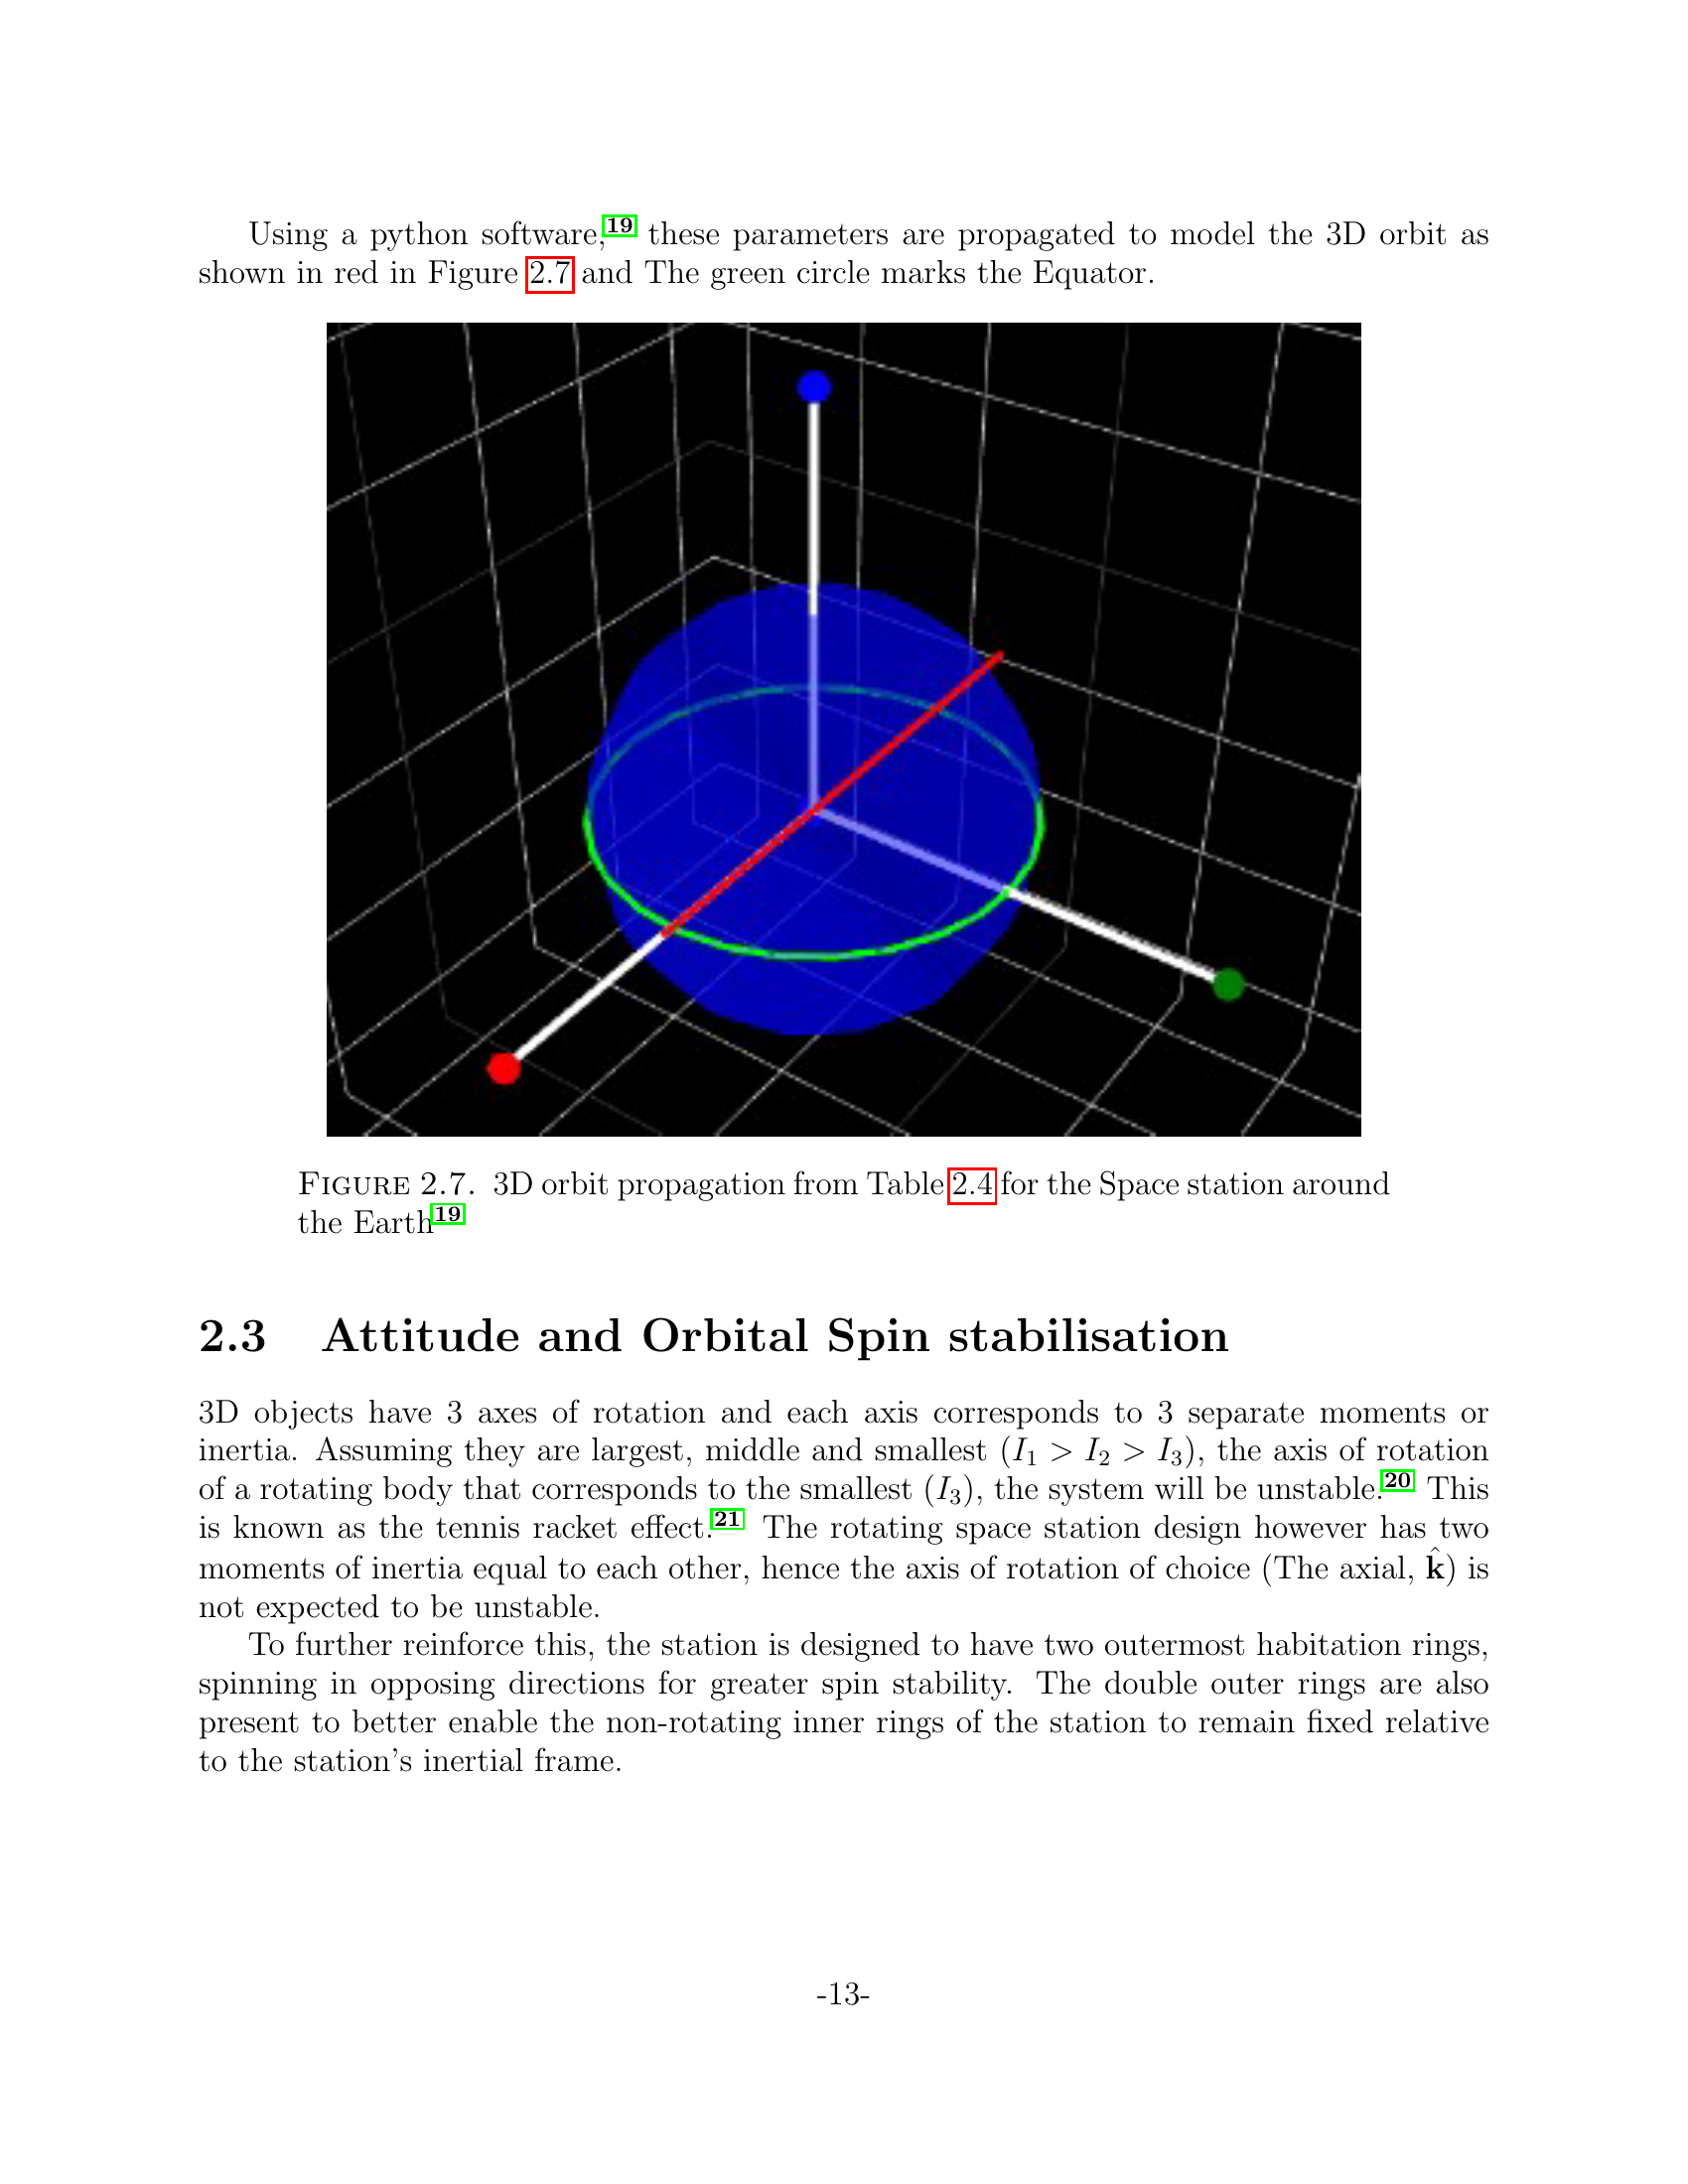 Using a python software,19 these parameters are propagated to model the 3D orbit as
shown in red in Figure 2.7 and The green circle marks the Equator.
FIGURE 2.7. 3D orbit propagation from Table 2.4 for the Space station around
the Earth19
2.3 Attitude and Orbital Spin stabilisation
3D objects have 3 axes of rotation and each axis corresponds to 3 separate moments or
inertia. Assuming they are largest, middle and smallest (I₁ > I₂ > I₃), the axis of rotation
of a rotating body that corresponds to the smallest (I₃), the system will be unstable.20 This
is known as the tennis racket effect.21 The rotating space station design however has two
moments of inertia equal to each other, hence the axis of rotation of choice (The axial, k̂) is
not expected to be unstable.
To further reinforce this, the station is designed to have two outermost habitation rings,
spinning in opposing directions for greater spin stability. The double outer rings are also
present to better enable the non-rotating inner rings of the station to remain fixed relative
to the station's inertial frame.
-13-